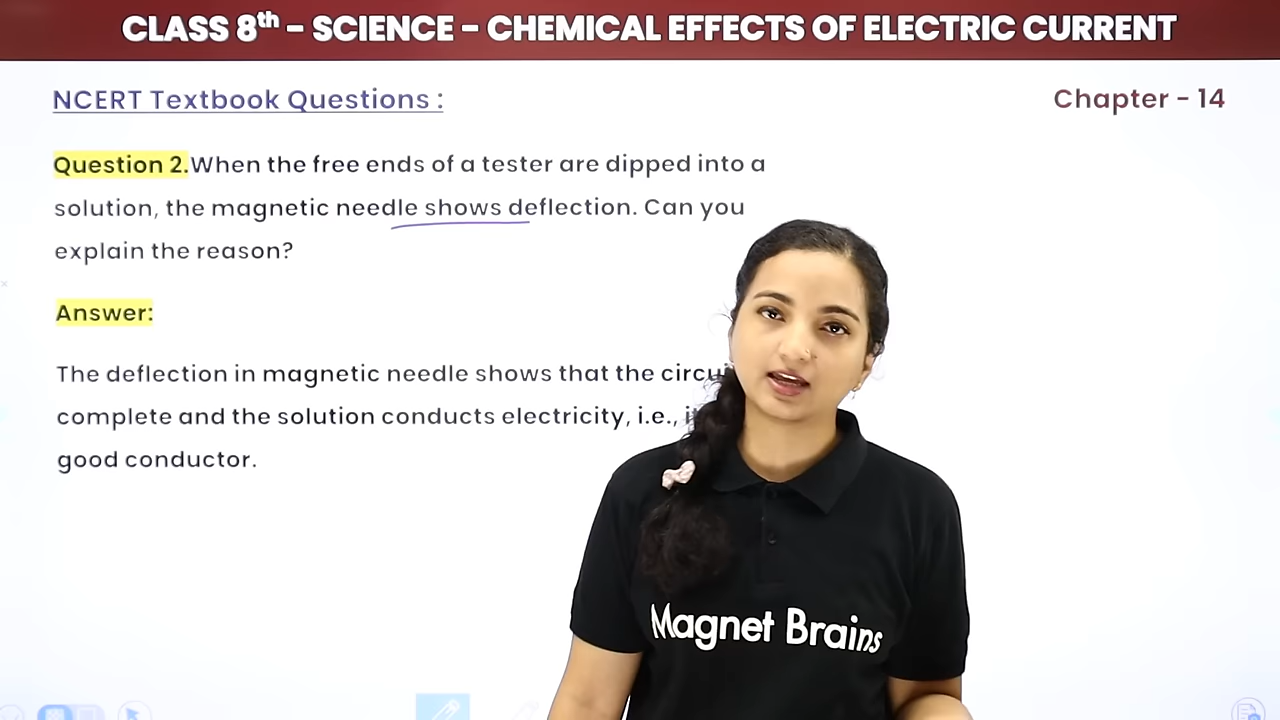 CLASS 8th - SCIENCE - CHEMICAL EFFECTS OF ELECTRIC CURRENT
NCERT Textbook Questions :
Chapter - 14
Question 2.When the free ends of a tester are dipped into a
solution, the magnetic needle shows deflection. Can you
explain the reason?
Answer:
The deflection in magnetic needle shows that the
complete and the solution conducts electricity, i.e.,
good conductor.
Magnet Brains